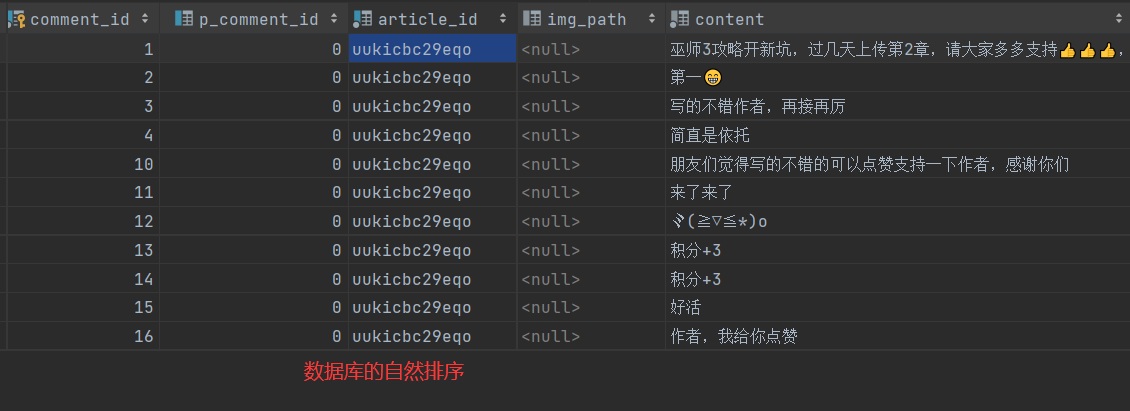 comment_id p_comment_id article_id img_path content
1 0 uukicbc29eqo <null> 巫师3攻略开新坑，过几天上传第2章，请大家多多支持👍👍👍，
2 0 uukicbc29eqo <null> 第一😁
3 0 uukicbc29eqo <null> 写的不错作者，再接再厉
4 0 uukicbc29eqo <null> 简直是依托
10 0 uukicbc29eqo <null> 朋友们觉得写的不错的可以点赞支持一下作者，感谢你们
11 0 uukicbc29eqo <null> 来了来了
12 0 uukicbc29eqo <null> ミ(≧▽≦*)o
13 0 uukicbc29eqo <null> 积分+3
14 0 uukicbc29eqo <null> 积分+3
15 0 uukicbc29eqo <null> 好活
16 0 uukicbc29eqo <null> 作者，我给你点赞
数据库的自然排序